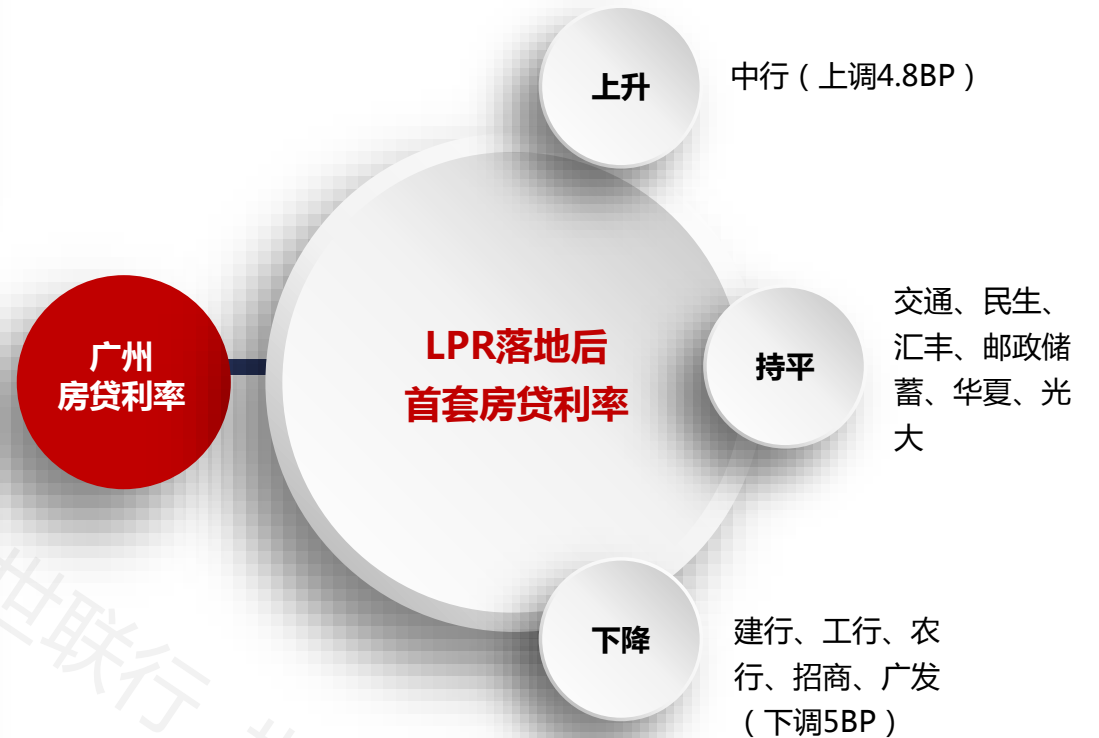 上升
中行（上调4.8BP）
广州
房贷利率
LPR落地后
首套房贷利率
持平
交通、民生、
汇丰、邮政储
蓄、华夏、光
大
下降
建行、工行、农
行、招商、广发
（下调5BP）
世联行